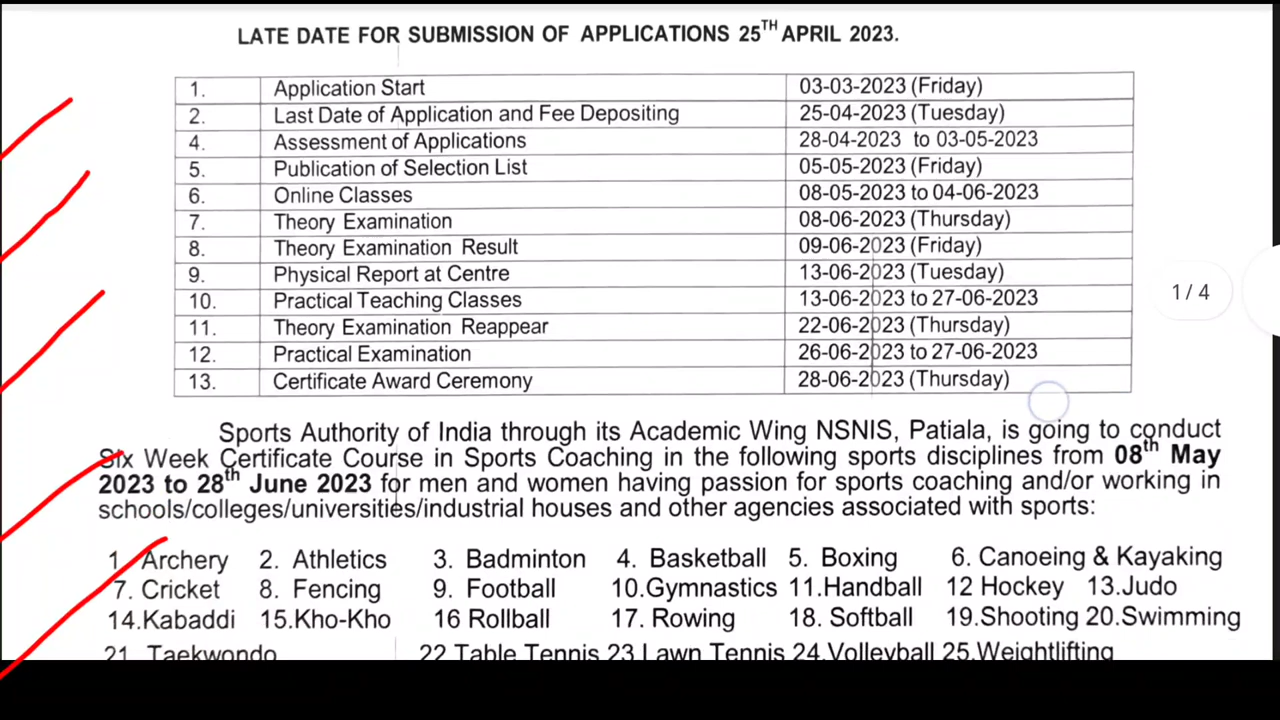 LATE DATE FOR SUBMISSION OF APPLICATIONS 25TH APRIL 2023.
1. Application Start 03-03-2023 (Friday)
2. Last Date of Application and Fee Depositing 25-04-2023 (Tuesday)
4. Assessment of Applications 28-04-2023 to 03-05-2023
5. Publication of Selection List 05-05-2023 (Friday)
6. Online Classes 08-05-2023 to 04-06-2023
7. Theory Examination 08-06-2023 (Thursday)
8. Theory Examination Result 09-06-2023 (Friday)
9. Physical Report at Centre 13-06-2023 (Tuesday)
10. Practical Teaching Classes 13-06-2023 to 27-06-2023
11. Theory Examination Reappear 22-06-2023 (Thursday)
12. Practical Examination 26-06-2023 to 27-06-2023
13. Certificate Award Ceremony 28-06-2023 (Thursday)
1 / 4
Sports Authority of India through its Academic Wing NSNIS, Patiala, is going to conduct
Six Week Certificate Course in Sports Coaching in the following sports disciplines from 08th May
2023 to 28th June 2023 for men and women having passion for sports coaching and/or working in
schools/colleges/universities/industrial houses and other agencies associated with sports:
1. Archery 2. Athletics 3. Badminton 4. Basketball 5. Boxing 6. Canoeing & Kayaking
7. Cricket 8. Fencing 9. Football 10.Gymnastics 11.Handball 12 Hockey 13.Judo
14.Kabaddi 15.Kho-Kho 16 Rollball 17. Rowing 18. Softball 19.Shooting 20.Swimming
21. Taekwondo 22 Table Tennis 23 Lawn Tennis 24.Volleyball 25.Weightlifting